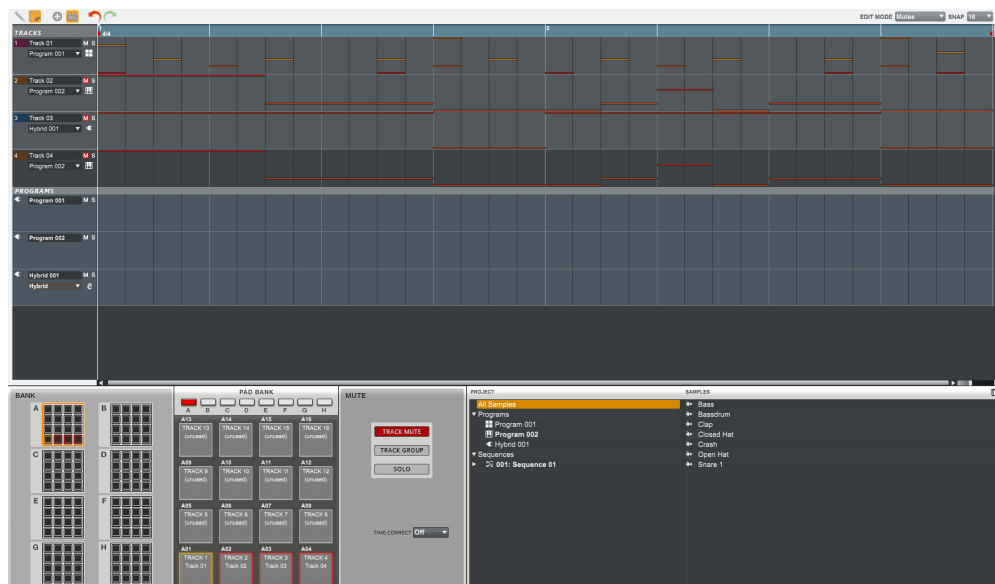 EDIT MODE Mutes SNAP 16
TRACKS 1 4/4 2
1 Track 01 M S
Program 001
2 Track 02 M S
Program 002
3 Track 03 M S
Hybrid 001
4 Track 04 M S
Program 002
PROGRAMS
Program 001 M S
Program 002 M S
Hybrid 001 M S
Hybrid e
BANK
A B
C D
E F
G H
PAD BANK
A B C D E F G H
A13 A14 A15 A16
TRACK 13 TRACK 14 TRACK 15 TRACK 16
(unused) (unused) (unused) (unused)
A09 A10 A11 A12
TRACK 9 TRACK 10 TRACK 11 TRACK 12
(unused) (unused) (unused) (unused)
A05 A06 A07 A08
TRACK 5 TRACK 6 TRACK 7 TRACK 8
(unused) (unused) (unused) (unused)
A01 A02 A03 A04
TRACK 1 TRACK 2 TRACK 3 TRACK 4
Track 01 Track 02 Track 03 Track 04
MUTE
TRACK MUTE
TRACK GROUP
SOLO
TIME CORRECT Off
PROJECT
All Samples
Programs
Program 001
Program 002
Hybrid 001
Sequences
001: Sequence 01
SAMPLES
Bass
Bassdrum
Clap
Closed Hat
Crash
Open Hat
Snare 1